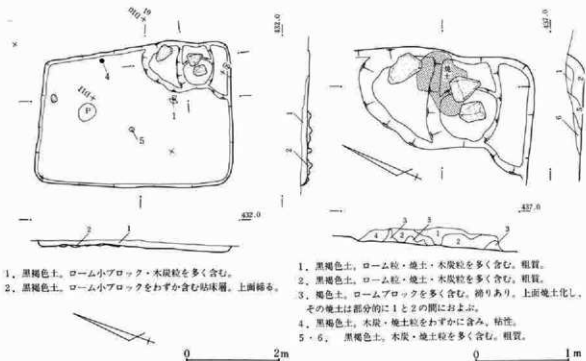 432.0
437.0
4
P
1
5
焼土
1
2
1
2
5
6
437.0
432.0
2 1
3 5
4 1 2 1 2 3
1、黒褐色土。ローム小ブロック・木炭粒を多く含む。
2、黒褐色土。ローム小ブロックをわずか含む貼床層。上面締る。
1、黒褐色土。ローム粒・焼土・木炭粒を多く含む。粗質。
2、黒褐色土。ローム粒・焼土・木炭粒を多く含む。粗質。
3、褐色土。ロームブロックを多く含む。締りあり。上面焼土化し、
その焼土は部分的に1と2の間におよぶ。
4、黒褐色土。木炭・焼土粒をわずかに含み、粘性。
5・6、黒褐色土。木炭・焼土粒を多く含む。粗質。
0 2m
0 1m